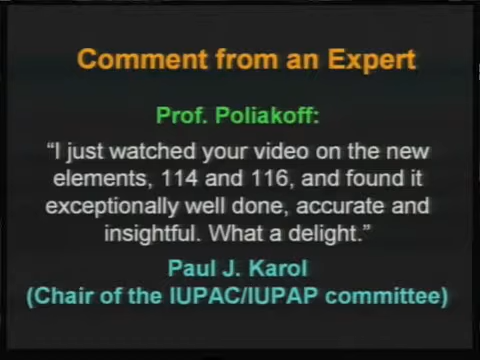 Comment from an Expert
Prof. Poliakoff:
“I just watched your video on the new
elements, 114 and 116, and found it
exceptionally well done, accurate and
insightful. What a delight.”
Paul J. Karol
(Chair of the IUPAC/IUPAP committee)